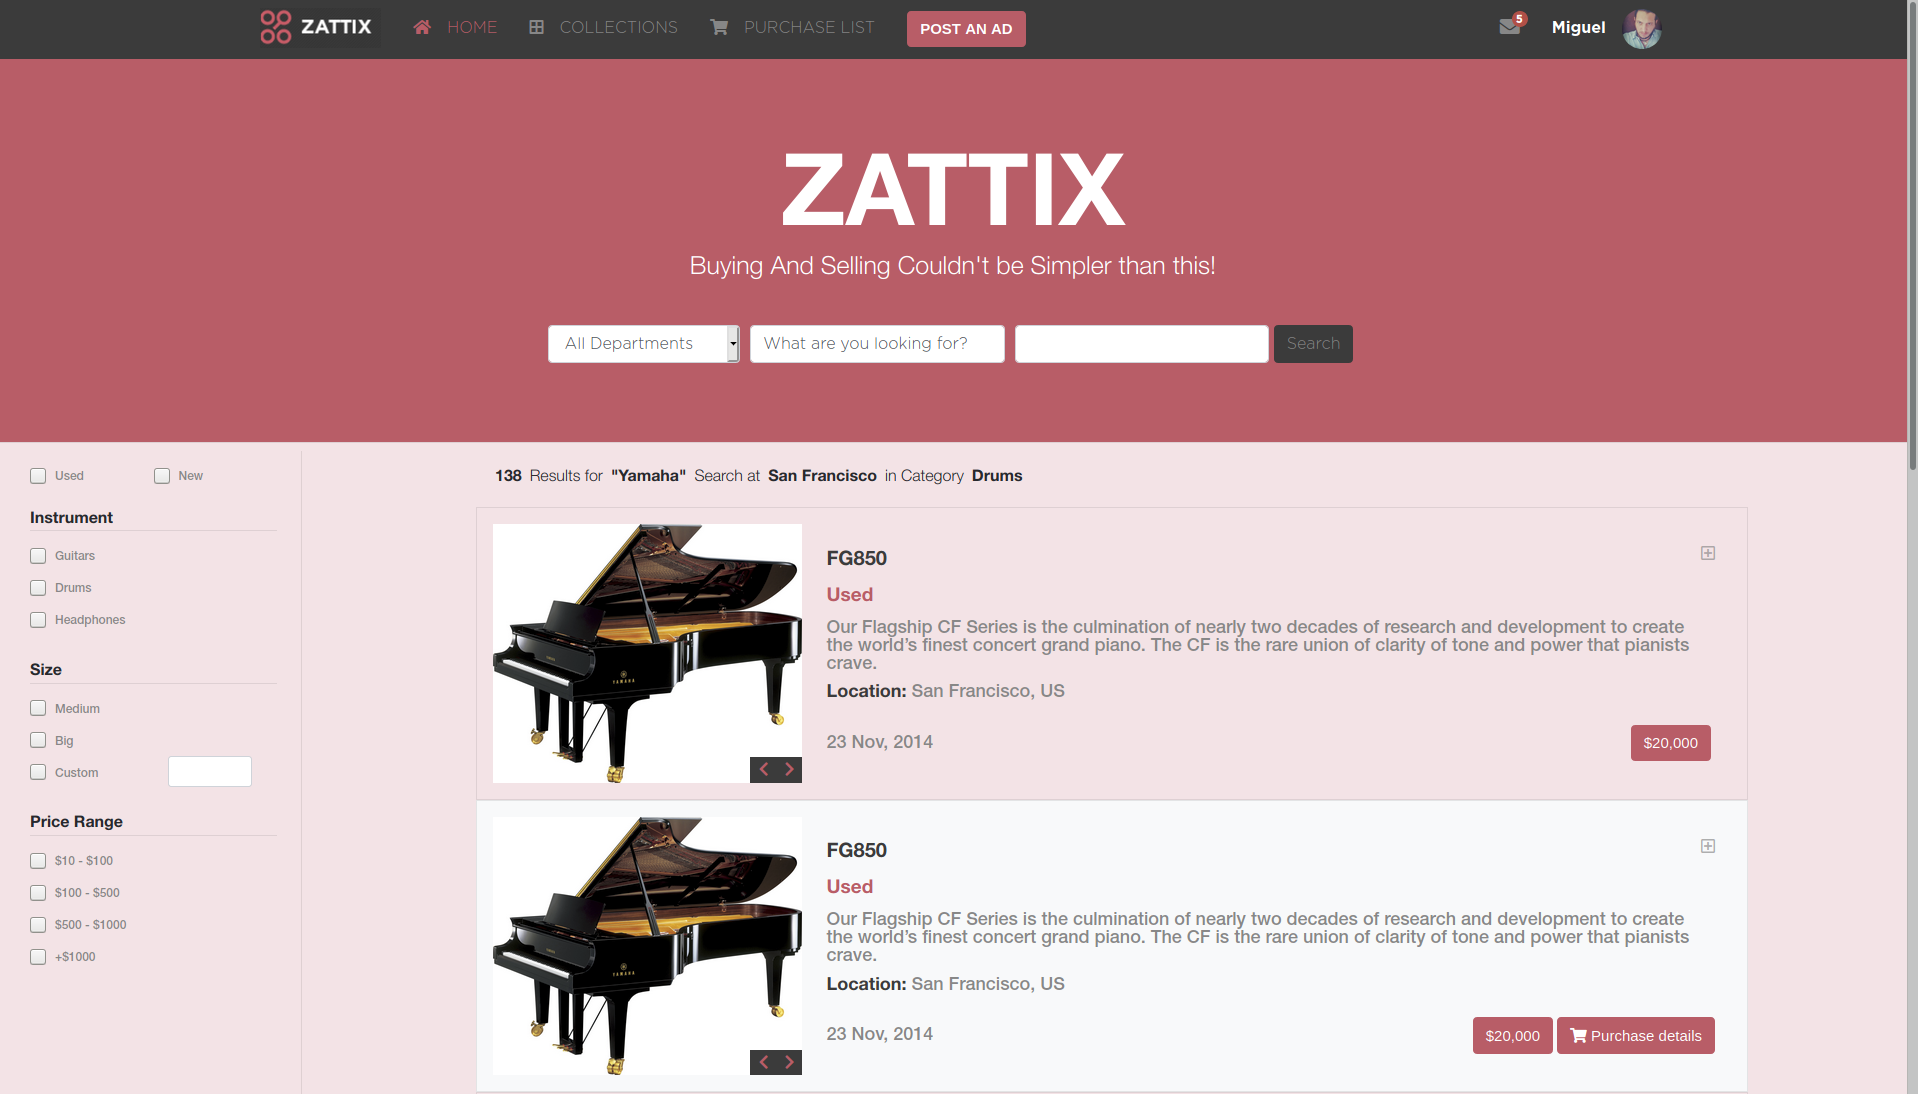 ZATTIX
HOME
COLLECTIONS
PURCHASE LIST
POST AN AD
5
Miguel
ZATTIX
Buying And Selling Couldn't be Simpler than this!
All Departments
What are you looking for?
Search
Used
New
Instrument
Guitars
Drums
Headphones
Size
Medium
Big
Custom
Price Range
$10 - $100
$100 - $500
$500 - $1000
+$1000
138 Results for "Yamaha" Search at San Francisco in Category Drums
YAMAHA
FG850
Used
Our Flagship CF Series is the culmination of nearly two decades of research and development to create
the world’s finest concert grand piano. The CF is the rare union of clarity of tone and power that pianists
crave.
Location: San Francisco, US
23 Nov, 2014
$20,000
YAMAHA
FG850
Used
Our Flagship CF Series is the culmination of nearly two decades of research and development to create
the world’s finest concert grand piano. The CF is the rare union of clarity of tone and power that pianists
crave.
Location: San Francisco, US
23 Nov, 2014
$20,000
Purchase details